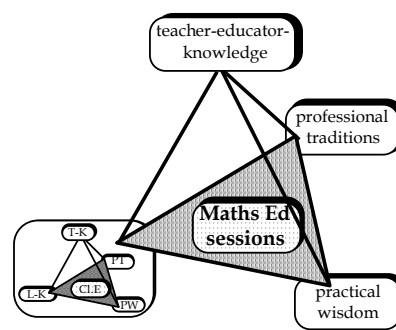 teacher-educator-
knowledge
professional
traditions
Maths Ed
sessions
T-K
PT
L-K
Cl.E
PW
practical
wisdom